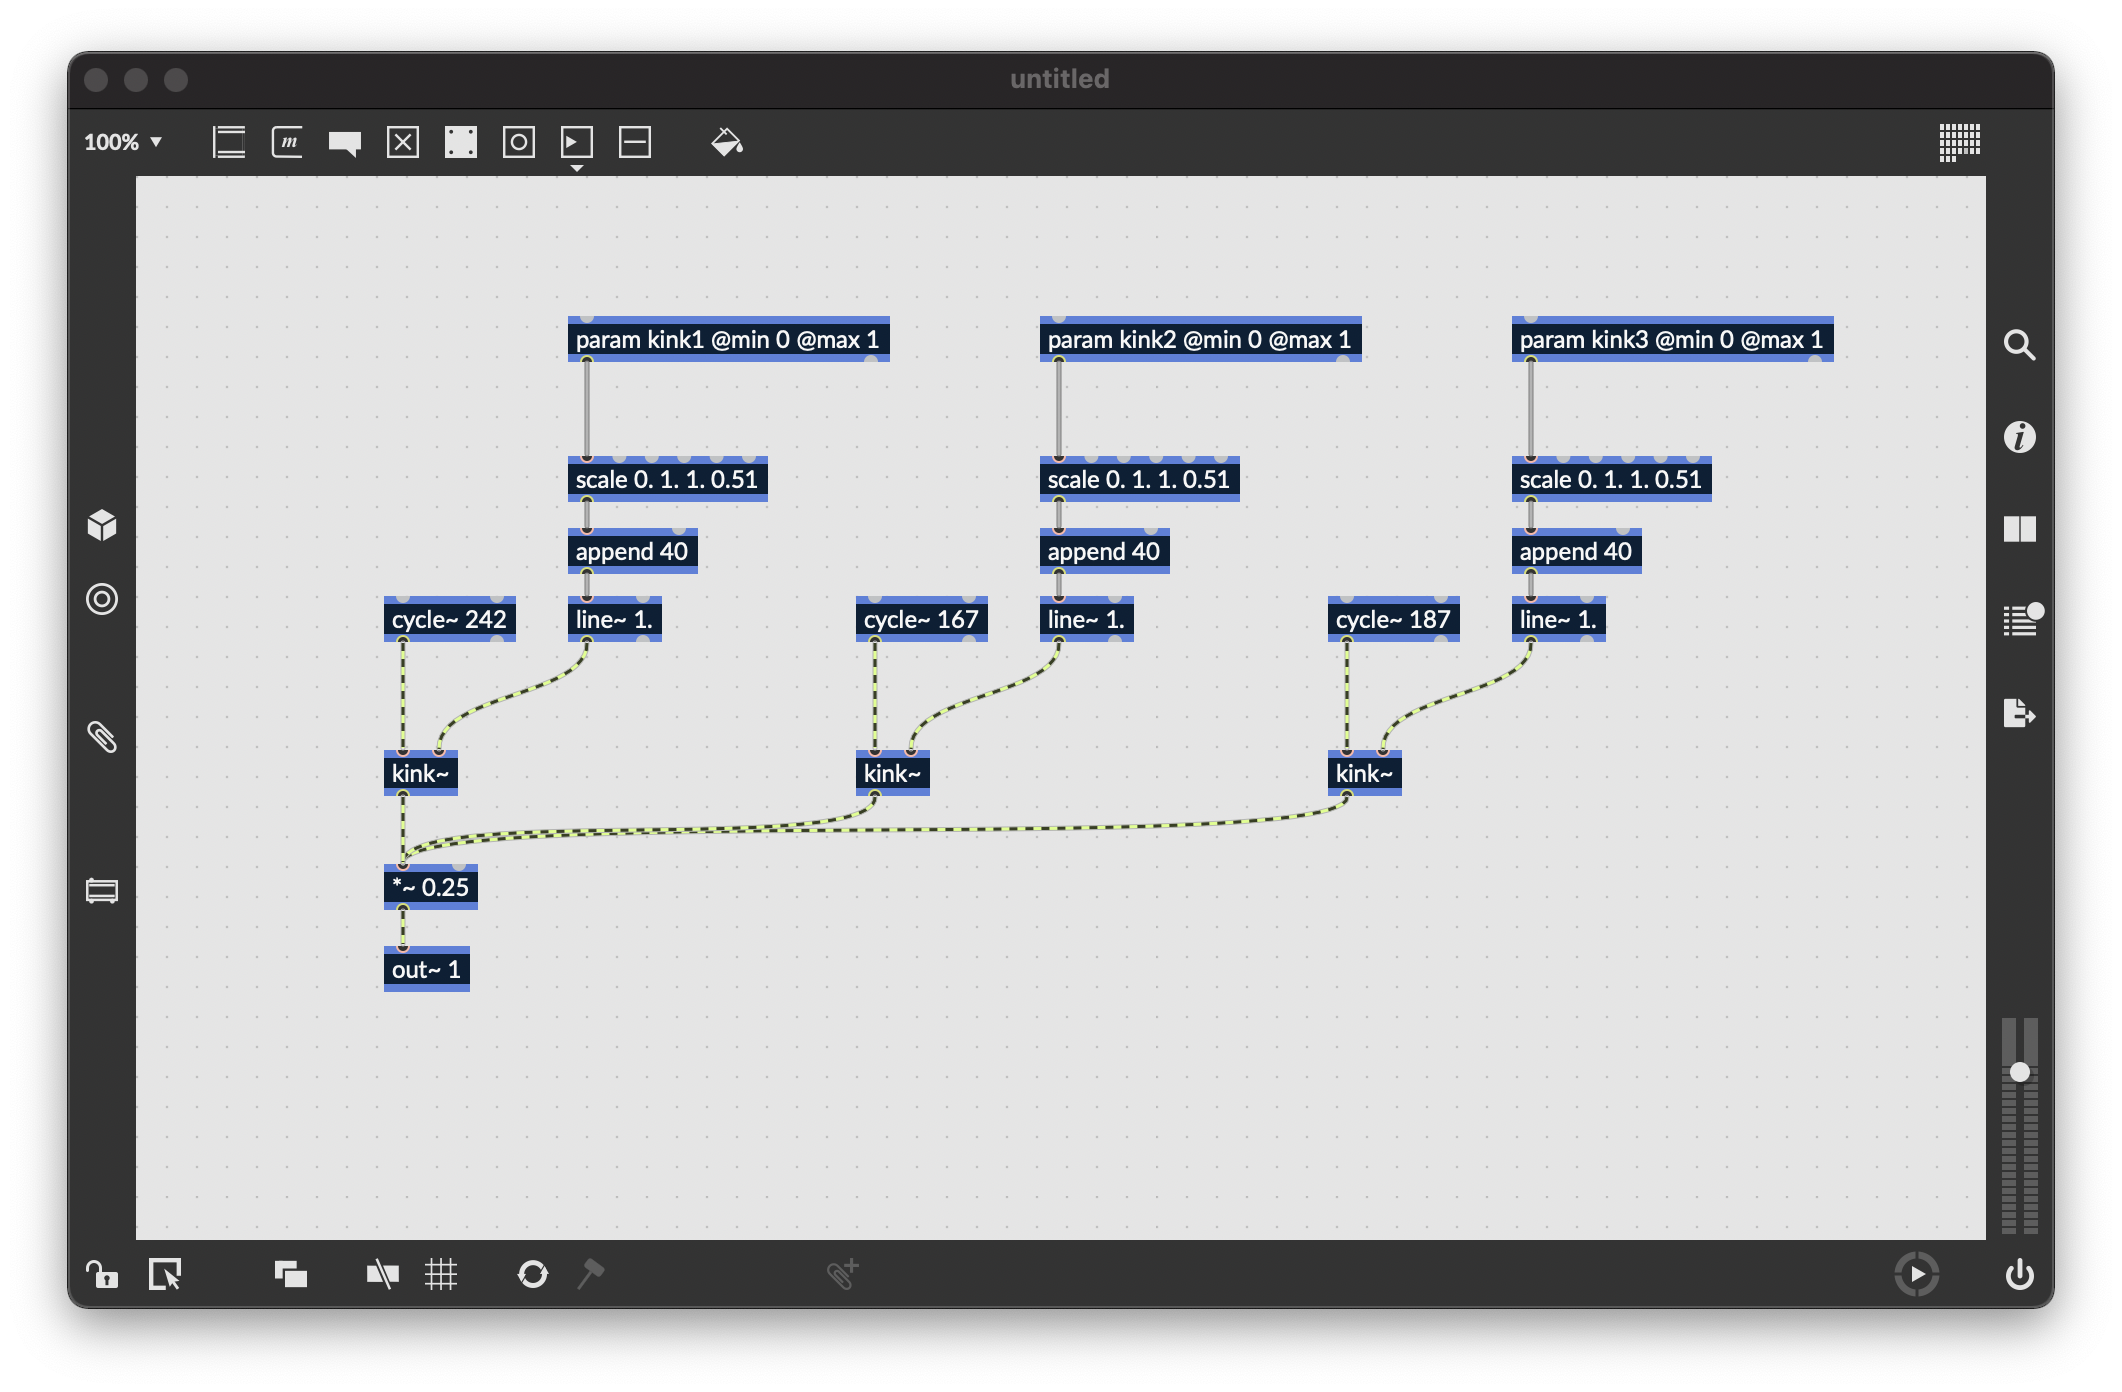 untitled
100%
m
param kink1 @min 0 @max 1
param kink2 @min 0 @max 1
param kink3 @min 0 @max 1
scale 0. 1. 1. 0.51
scale 0. 1. 1. 0.51
scale 0. 1. 1. 0.51
append 40
append 40
append 40
cycle~ 242
line~ 1.
cycle~ 167
line~ 1.
cycle~ 187
line~ 1.
kink~
kink~
kink~
*~ 0.25
out~ 1